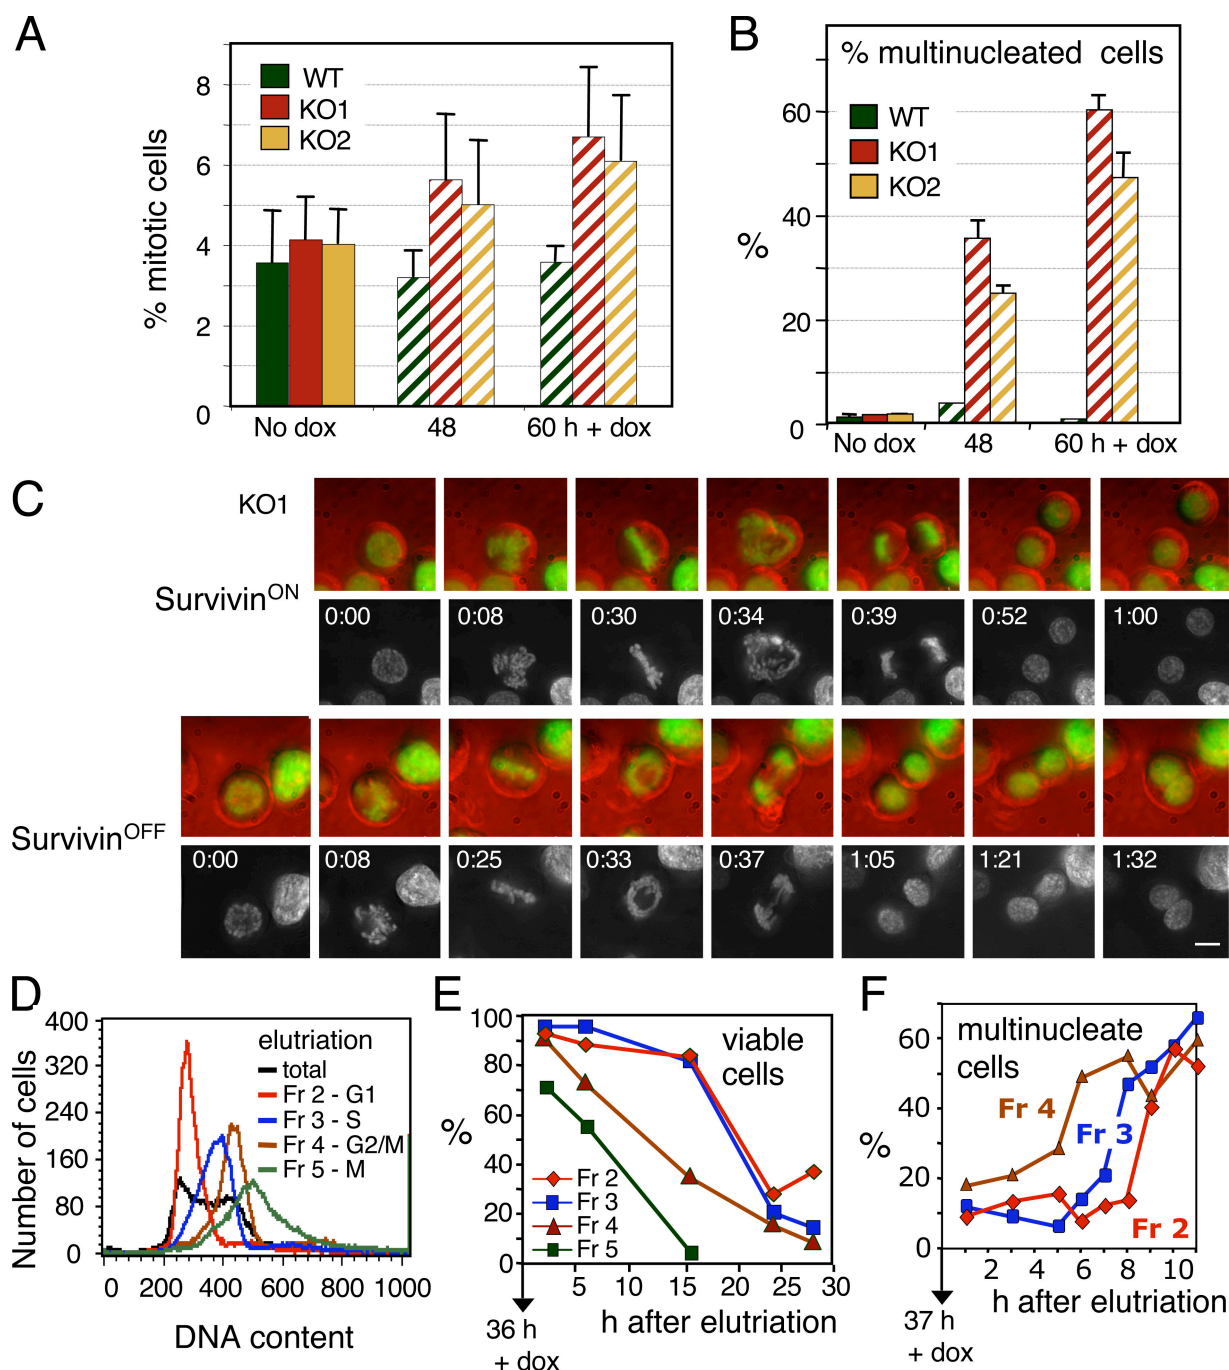 A
WT
KO1
KO2
% mitotic cells
8
6
4
2
0
No dox
48
60 h + dox
B
% multinucleated cells
WT
KO1
KO2
%
60
40
20
0
No dox
48
60 h + dox
C
KO1
Survivin^ON
0:00
0:08
0:30
0:34
0:39
0:52
1:00
Survivin^OFF
0:00
0:08
0:25
0:33
0:37
1:05
1:21
1:32
D
Number of cells
400
320
240
160
80
0
elutriation
total
Fr 2 - G1
Fr 3 - S
Fr 4 - G2/M
Fr 5 - M
0 200 400 600 800 1000
DNA content
E
viable
cells
%
100
80
60
40
20
0
Fr 2
Fr 3
Fr 4
Fr 5
5 10 15 20 25 30
h after elutriation
36 h
+ dox
F
multinucleate
cells
%
60
40
20
0
Fr 4
Fr 3
Fr 2
2 4 6 8 10
h after elutriation
37 h
+ dox